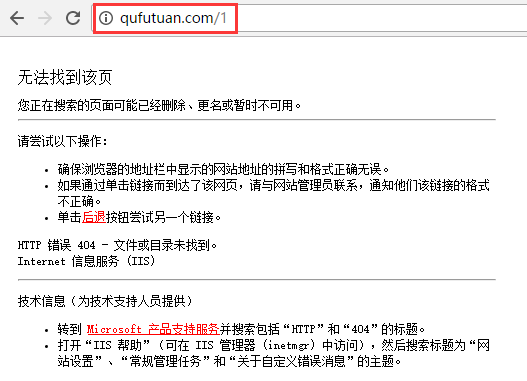 qufutuan.com/1
无法找到该页
您正在搜索的页面可能已经删除、更名或暂时不可用。
请尝试以下操作:
• 确保浏览器的地址栏中显示的网站地址的拼写和格式正确无误。
• 如果通过单击链接而到达了该网页，请与网站管理员联系，通知他们该链接的格式
不正确。
• 单击后退按钮尝试另一个链接。
HTTP 错误 404 - 文件或目录未找到。
Internet 信息服务 (IIS)
技术信息（为技术支持人员提供）
• 转到 Microsoft 产品支持服务并搜索包括“HTTP”和“404”的标题。
• 打开“IIS 帮助”（可在 IIS 管理器 (inetmgr) 中访问），然后搜索标题为“网
站设置”、“常规管理任务”和“关于自定义错误消息”的主题。